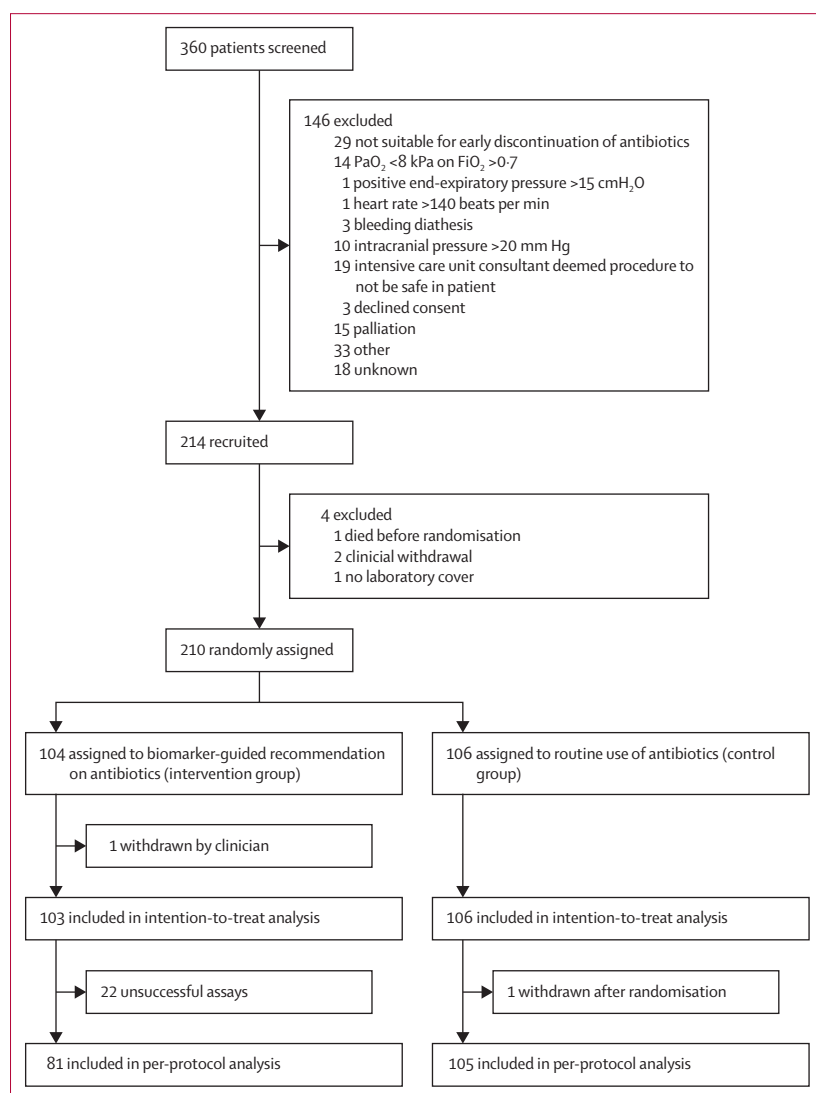 360 patients screened
146 excluded
29 not suitable for early discontinuation of antibiotics
14 PaO₂ <8 kPa on FiO₂ >0·7
1 positive end-expiratory pressure >15 cmH₂O
1 heart rate >140 beats per min
3 bleeding diathesis
10 intracranial pressure >20 mm Hg
19 intensive care unit consultant deemed procedure to
not be safe in patient
3 declined consent
15 palliation
33 other
18 unknown
214 recruited
4 excluded
1 died before randomisation
2 clinicial withdrawal
1 no laboratory cover
210 randomly assigned
104 assigned to biomarker-guided recommendation
on antibiotics (intervention group)
106 assigned to routine use of antibiotics (control
group)
1 withdrawn by clinician
103 included in intention-to-treat analysis
106 included in intention-to-treat analysis
22 unsuccessful assays
1 withdrawn after randomisation
81 included in per-protocol analysis
105 included in per-protocol analysis